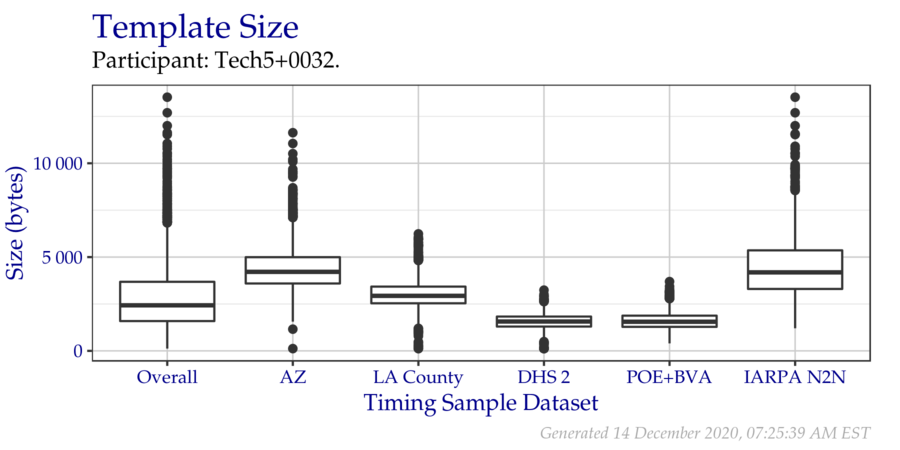 Template Size
Participant: Tech5+0032.
Size (bytes)
10 000
5 000
0
Overall AZ LA County DHS 2 POE+BVA IARPA N2N
Timing Sample Dataset
Generated 14 December 2020, 07:25:39 AM EST